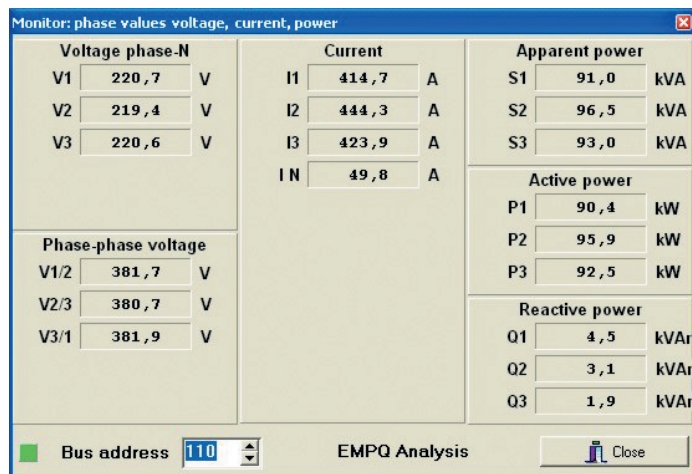 Monitor: phase values voltage, current, power
Voltage phase-N
V1 220,7 V
V2 219,4 V
V3 220,6 V
Phase-phase voltage
V1/2 381,7 V
V2/3 380,7 V
V3/1 381,9 V
Current
I1 414,7 A
I2 444,3 A
I3 423,9 A
I N 49,8 A
Apparent power
S1 91,0 kVA
S2 96,5 kVA
S3 93,0 kVA
Active power
P1 90,4 kW
P2 95,9 kW
P3 92,5 kW
Reactive power
Q1 4,5 kVAr
Q2 3,1 kVAr
Q3 1,9 kVAr
Bus address 110 EMPQ Analysis Close